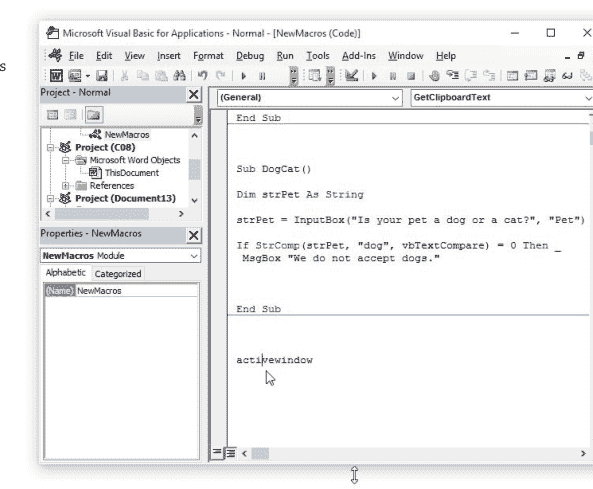 s
Microsoft Visual Basic for Applications - Normal - [NewMacros (Code)]
File Edit View Insert Format Debug Run Tools Add-Ins Window Help
Project - Normal
NewMacros
Project (C08)
Microsoft Word Objects
ThisDocument
References
Project (Document13)
Properties - NewMacros
NewMacros Module
Alphabetic Categorized
(Name) NewMacros
(General) GetClipboardText
End Sub
Sub DogCat()
Dim strPet As String
strPet = InputBox("Is your pet a dog or a cat?", "Pet")
If StrComp(strPet, "dog", vbTextCompare) = 0 Then _
MsgBox "We do not accept dogs."
End Sub
activewindow